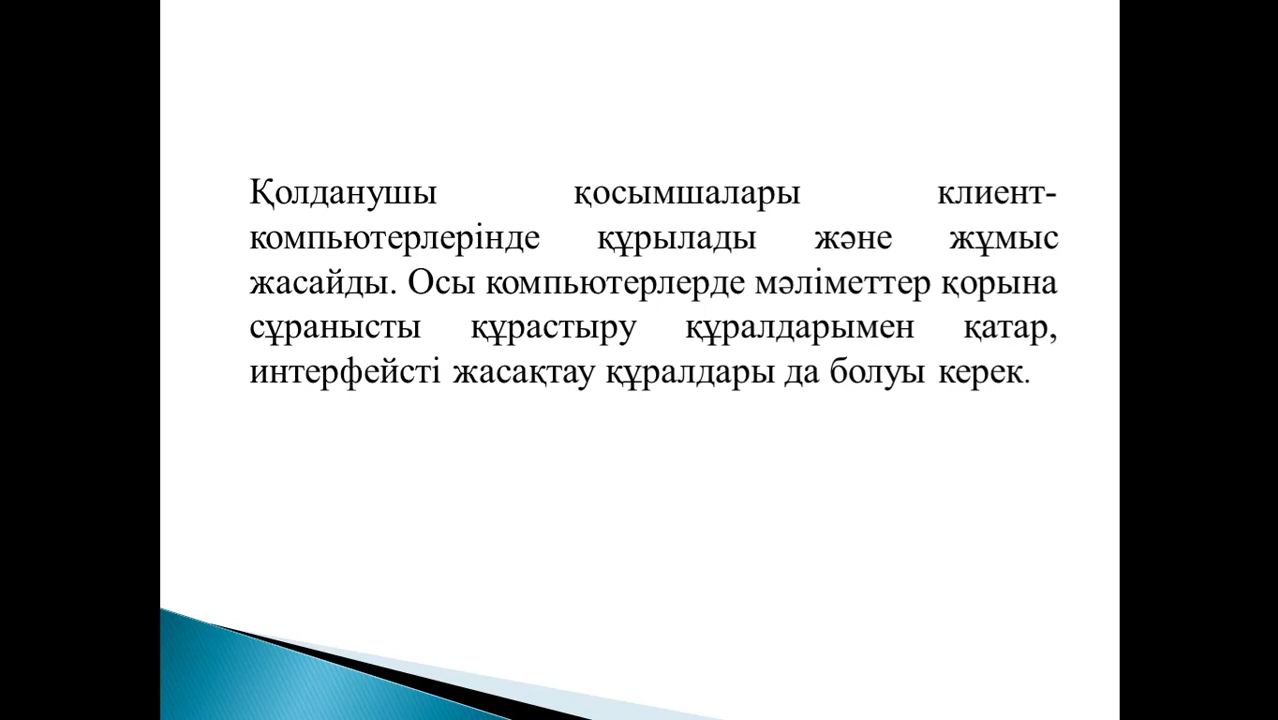 Қолданушы қосымшалары клиент-
компьютерлерінде құрылады және жұмыс
жасайды. Осы компьютерлерде мәліметтер қорына
сұранысты құрастыру құралдарымен қатар,
интерфейсті жасақтау құралдары да болуы керек.